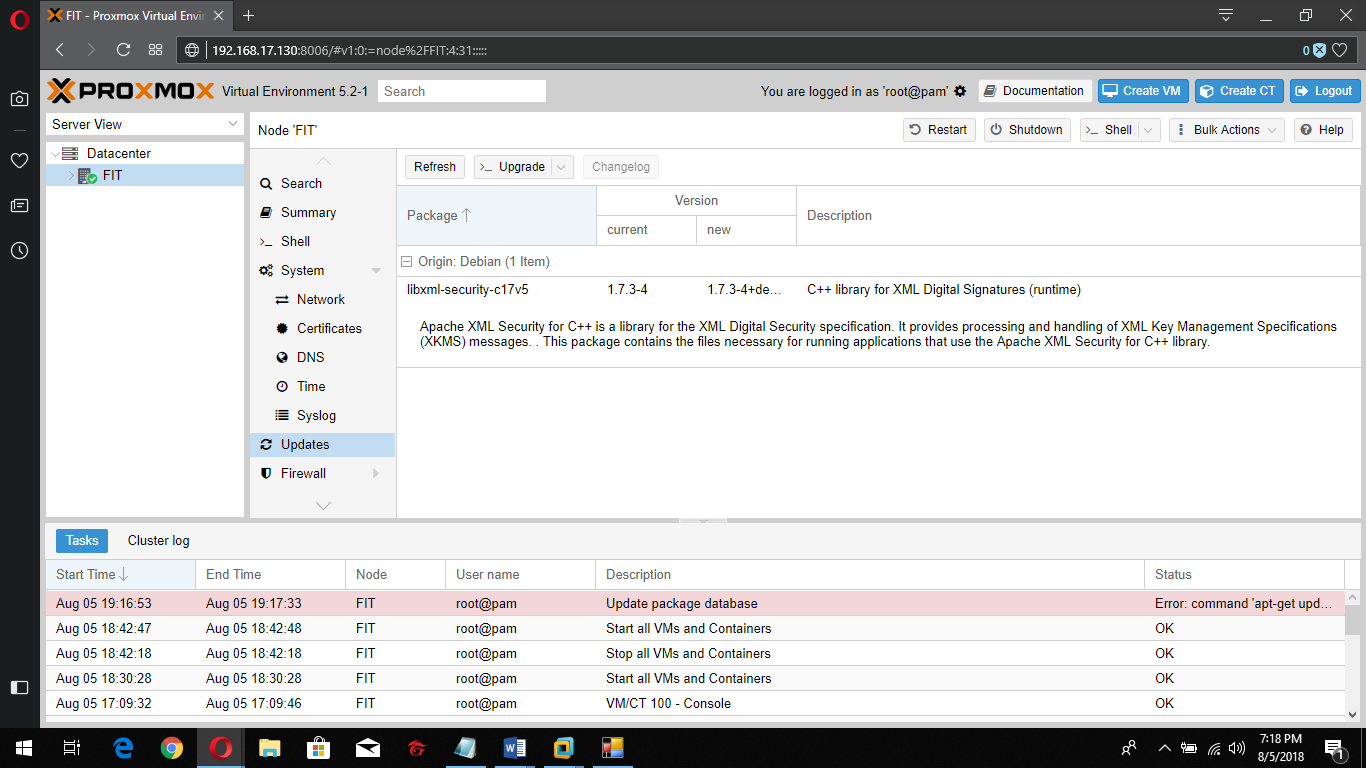 FIT - Proxmox Virtual Envir
192.168.17.130:8006/#v1:0:=node%2FFIT:4:31:::::
0
PROXMOX Virtual Environment 5.2-1 Search You are logged in as 'root@pam' Documentation Create VM Create CT Logout
Server View
Node 'FIT' Restart Shutdown >_ Shell Bulk Actions Help
Datacenter
FIT
Search
Summary
>_ Shell
System
Network
Certificates
DNS
Time
Syslog
Updates
Firewall
Refresh >_ Upgrade Changelog
Package Version Description
current new
Origin: Debian (1 Item)
libxml-security-c17v5 1.7.3-4 1.7.3-4+de... C++ library for XML Digital Signatures (runtime)
Apache XML Security for C++ is a library for the XML Digital Security specification. It provides processing and handling of XML Key Management Specifications
(XKMS) messages. . This package contains the files necessary for running applications that use the Apache XML Security for C++ library.
Tasks Cluster log
Start Time End Time Node User name Description Status
Aug 05 19:16:53 Aug 05 19:17:33 FIT root@pam Update package database Error: command 'apt-get upd...
Aug 05 18:42:47 Aug 05 18:42:48 FIT root@pam Start all VMs and Containers OK
Aug 05 18:42:18 Aug 05 18:42:18 FIT root@pam Stop all VMs and Containers OK
Aug 05 18:30:28 Aug 05 18:30:28 FIT root@pam Start all VMs and Containers OK
Aug 05 17:09:32 Aug 05 17:09:46 FIT root@pam VM/CT 100 - Console OK
7:18 PM
8/5/2018
1